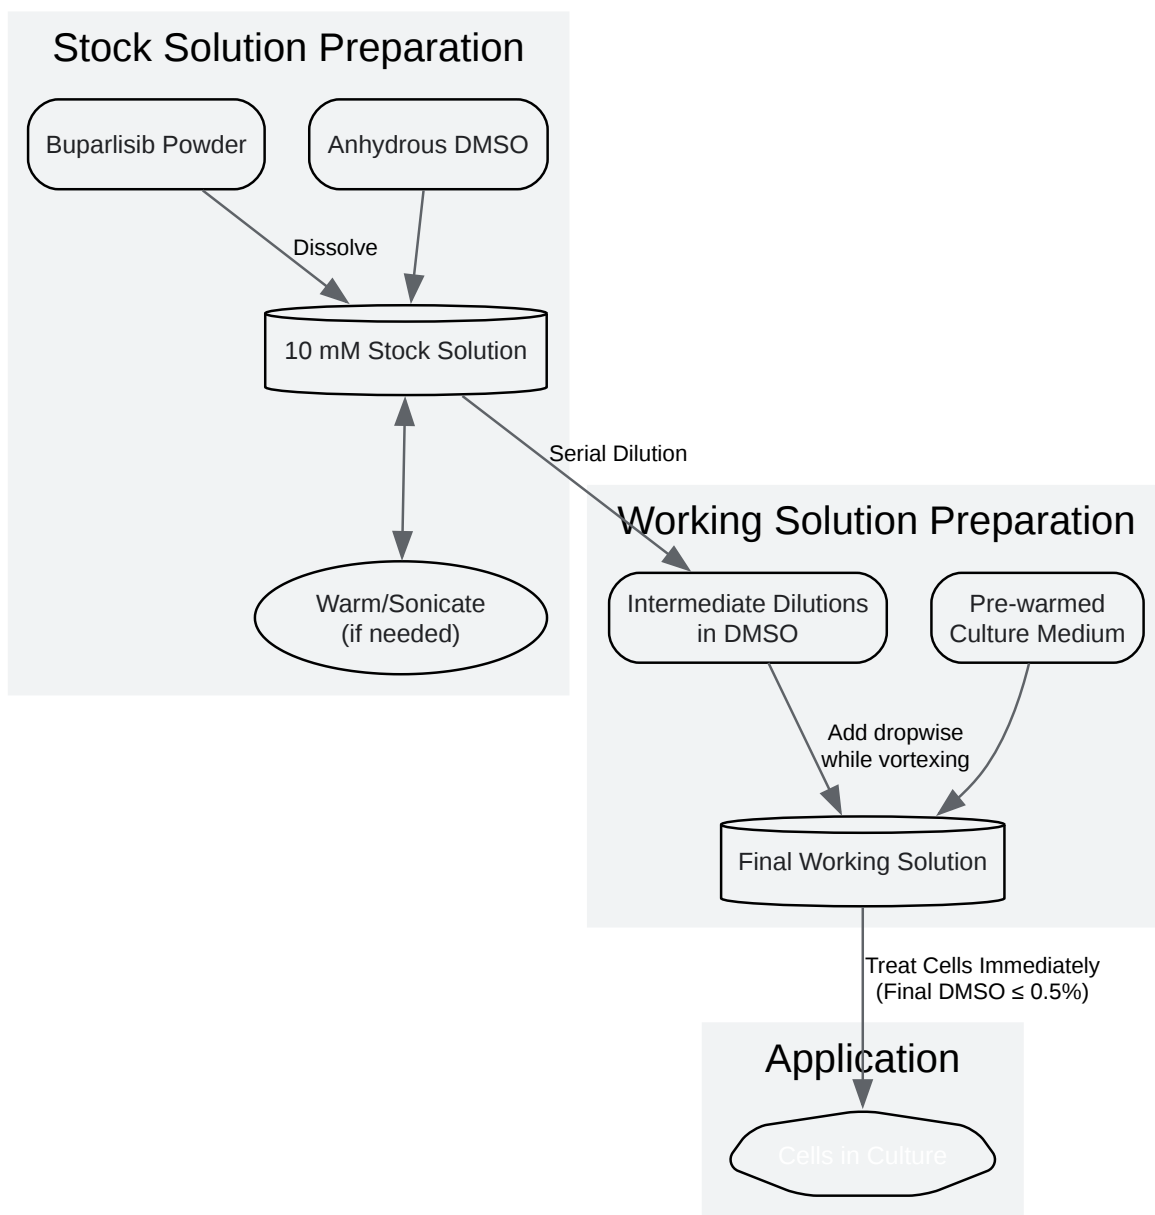 Stock Solution Preparation
Buparlisib Powder
Anhydrous DMSO
Dissolve
10 mM Stock Solution
Serial Dilution
Working Solution Preparation
Warm/Sonicate
(if needed)
Intermediate Dilutions
in DMSO
Pre-warmed
Culture Medium
Add dropwise
while vortexing
Final Working Solution
Treat Cells Immediately
(Final DMSO ≤ 0.5%)
Application
Cells in Culture